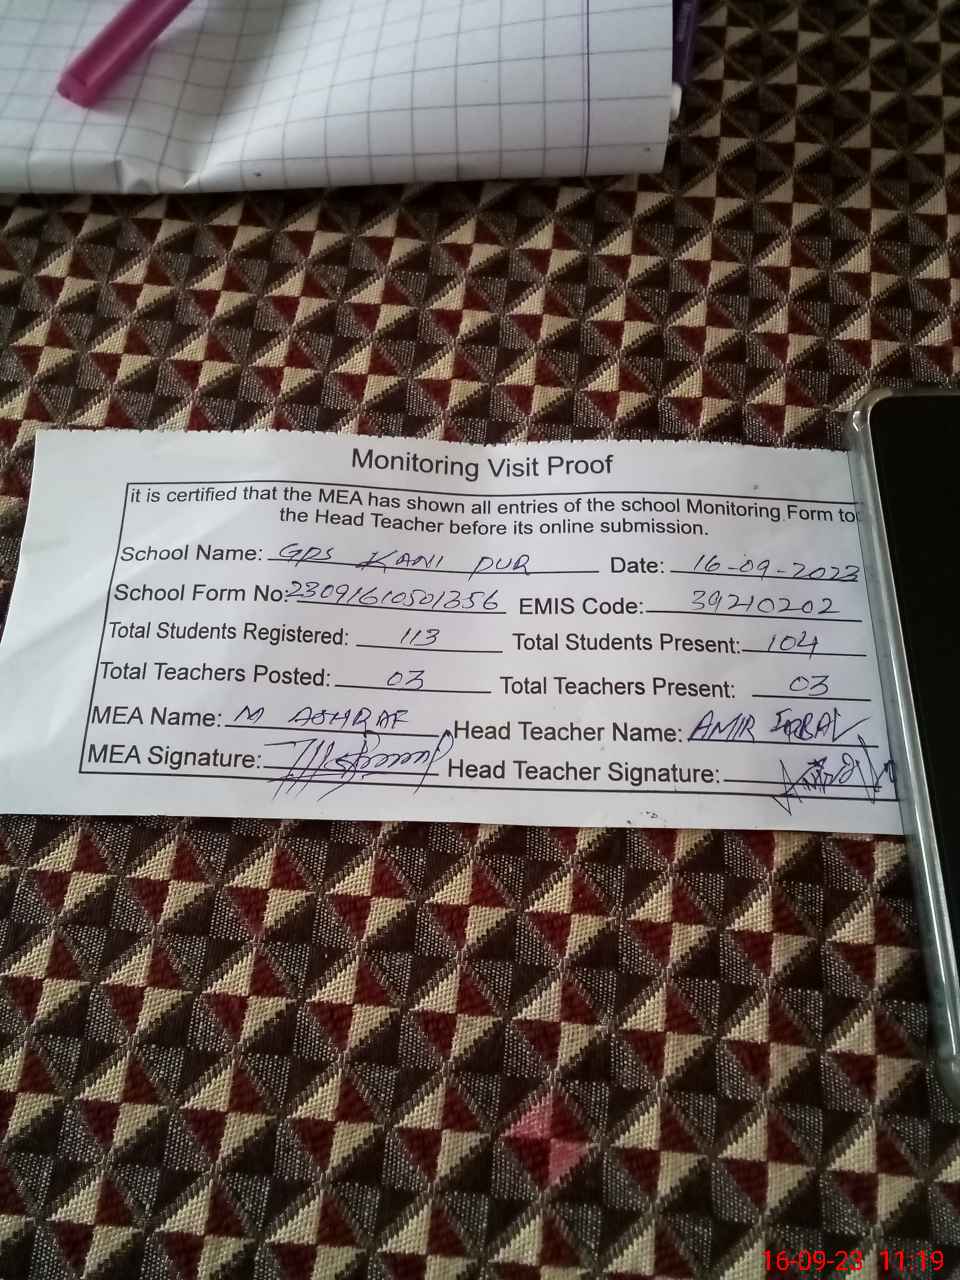 Monitoring Visit Proof
it is certified that the MEA has shown all entries of the school Monitoring Form to
the Head Teacher before its online submission.
School Name: GPS KANI PUR Date: 16-09-2023
School Form No: 23091610501356 EMIS Code: 39210202
Total Students Registered: 113 Total Students Present: 104
Total Teachers Posted: 03 Total Teachers Present: 03
MEA Name: M ASHRAF Head Teacher Name: AMIR IQBAL
MEA Signature: Head Teacher Signature:
16-09-23 11:19